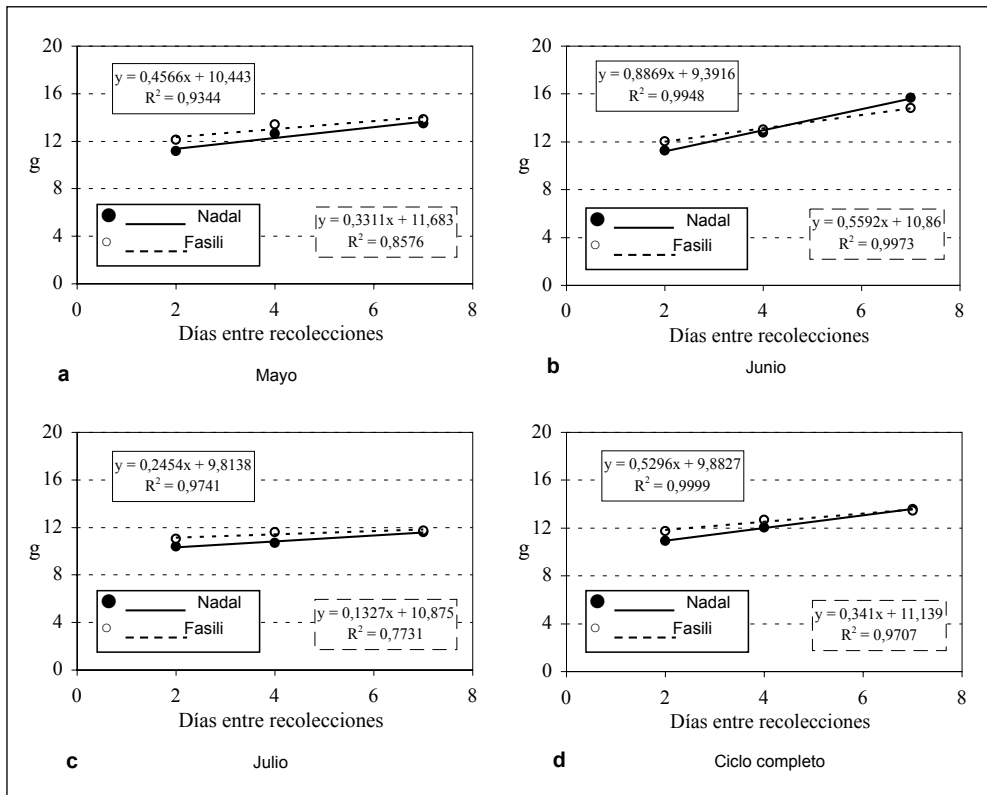 20
16
12
8
4
0
g
y = 0,4566x + 10,443
R² = 0,9344
Nadal
Fasili
y = 0,3311x + 11,683
R² = 0,8576
0 2 4 6 8
Días entre recolecciones
a Mayo
20
16
12
8
4
0
g
y = 0,8869x + 9,3916
R² = 0,9948
Nadal
Fasili
y = 0,5592x + 10,86
R² = 0,9973
0 2 4 6 8
Días entre recolecciones
b Junio
20
16
12
8
4
0
g
y = 0,2454x + 9,8138
R² = 0,9741
Nadal
Fasili
y = 0,1327x + 10,875
R² = 0,7731
0 2 4 6 8
Días entre recolecciones
c Julio
20
16
12
8
4
0
g
y = 0,5296x + 9,8827
R² = 0,9999
Nadal
Fasili
y = 0,341x + 11,139
R² = 0,9707
0 2 4 6 8
Días entre recolecciones
d Ciclo completo